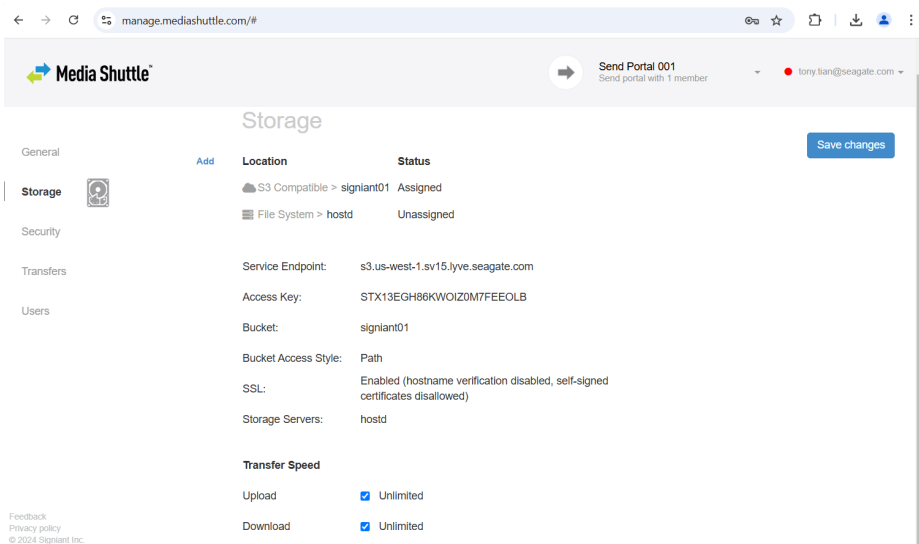 manage.mediashuttle.com/#
Media Shuttle™
Send Portal 001
Send portal with 1 member
tony.tian@seagate.com
Storage
Save changes
General
Storage
Security
Transfers
Users
Add
Location Status
S3 Compatible > signiant01 Assigned
File System > hostd Unassigned
Service Endpoint: s3.us-west-1.sv15.lyve.seagate.com
Access Key: STX13EGH86KWOIZ0M7FEEOLB
Bucket: signiant01
Bucket Access Style: Path
SSL: Enabled (hostname verification disabled, self-signed
certificates disallowed)
Storage Servers: hostd
Transfer Speed
Upload Unlimited
Download Unlimited
Feedback
Privacy policy
© 2024 Signiant Inc.